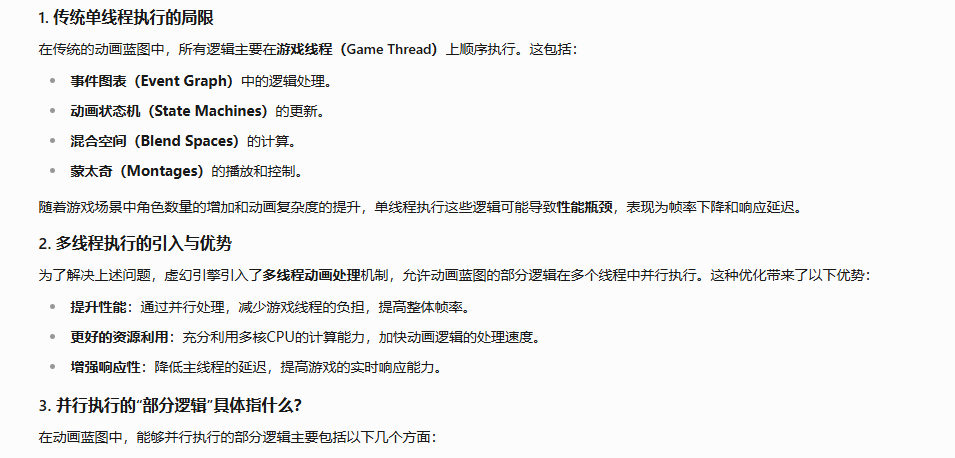 1. 传统单线程执行的局限
在传统的动画蓝图中，所有逻辑主要在游戏线程（Game Thread）上顺序执行。这包括：
• 事件图表（Event Graph）中的逻辑处理。
• 动画状态机（State Machines）的更新。
• 混合空间（Blend Spaces）的计算。
• 蒙太奇（Montages）的播放和控制。
随着游戏场景中角色数量的增加和动画复杂度的提升，单线程执行这些逻辑可能导致性能瓶颈，表现为帧率下降和响应延迟。
2. 多线程执行的引入与优势
为了解决上述问题，虚幻引擎引入了多线程动画处理机制，允许动画蓝图的部分逻辑在多个线程中并行执行。这种优化带来了以下优势：
• 提升性能：通过并行处理，减少游戏线程的负担，提高整体帧率。
• 更好的资源利用：充分利用多核CPU的计算能力，加快动画逻辑的处理速度。
• 增强响应性：降低主线程的延迟，提高游戏的实时响应能力。
3. 并行执行的“部分逻辑”具体指什么？
在动画蓝图中，能够并行执行的部分逻辑主要包括以下几个方面：